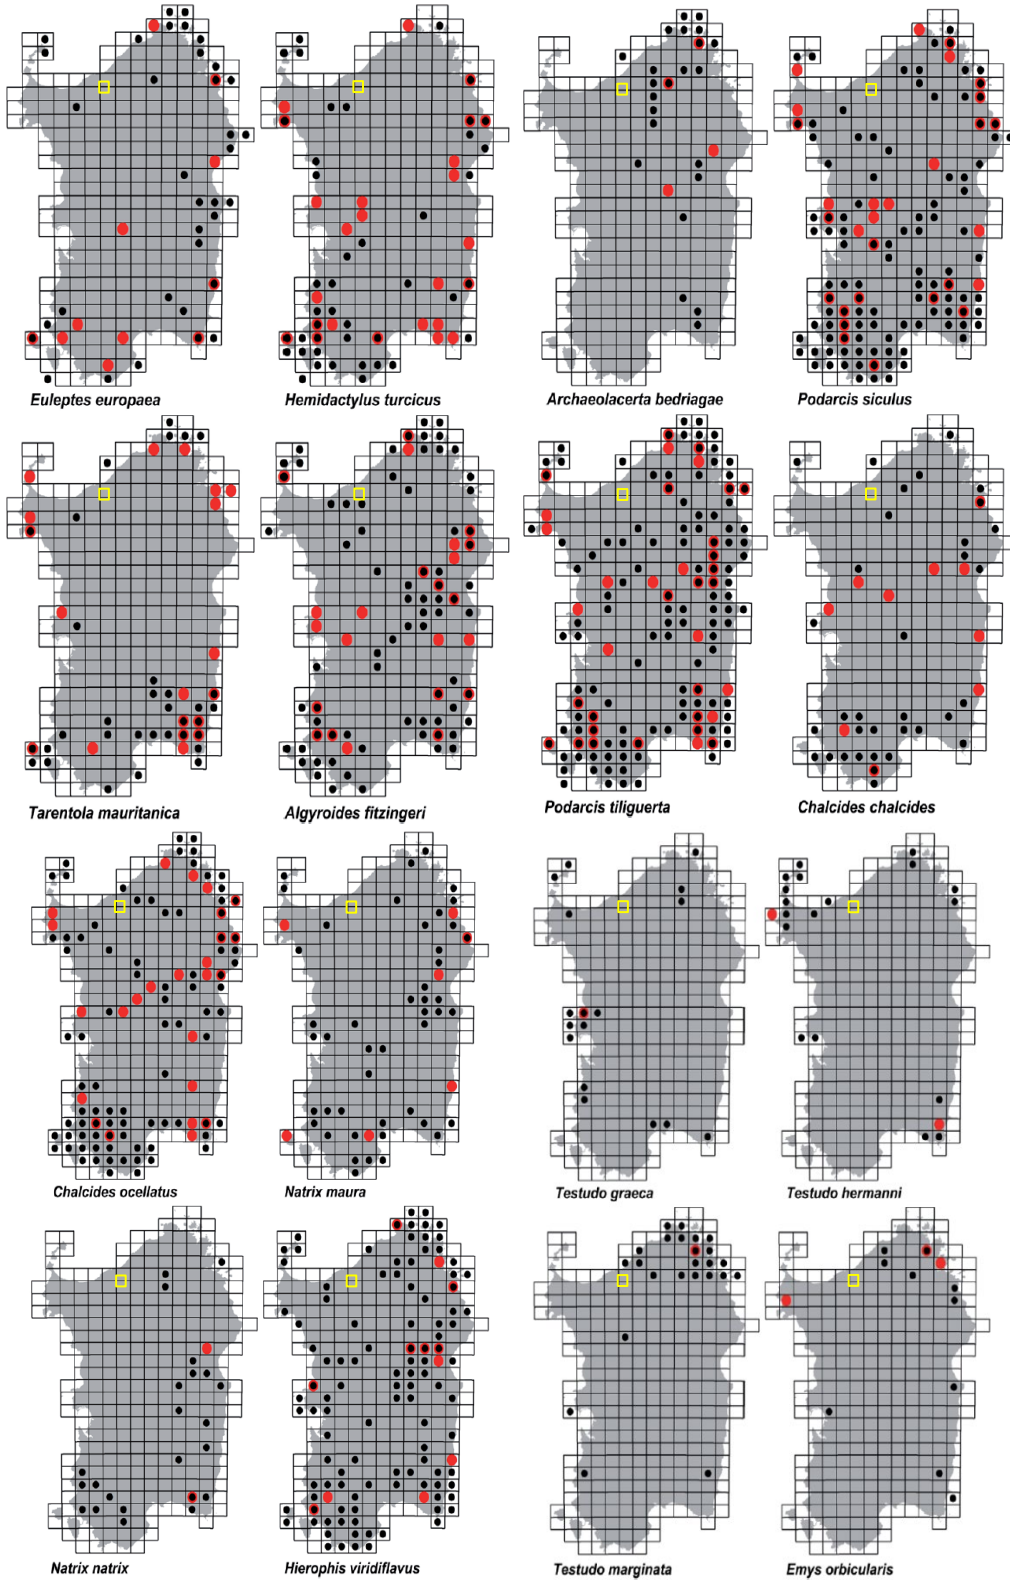 Euleptes europaea
Hemidactylus turcicus
Archaeolacerta bedriagae
Podarcis siculus
Tarentola mauritanica
Algyroides fitzingeri
Podarcis tiliguerta
Chalcides chalcides
Chalcides ocellatus
Natrix maura
Testudo graeca
Testudo hermanni
Natrix natrix
Hierophis viridiflavus
Testudo marginata
Emys orbicularis